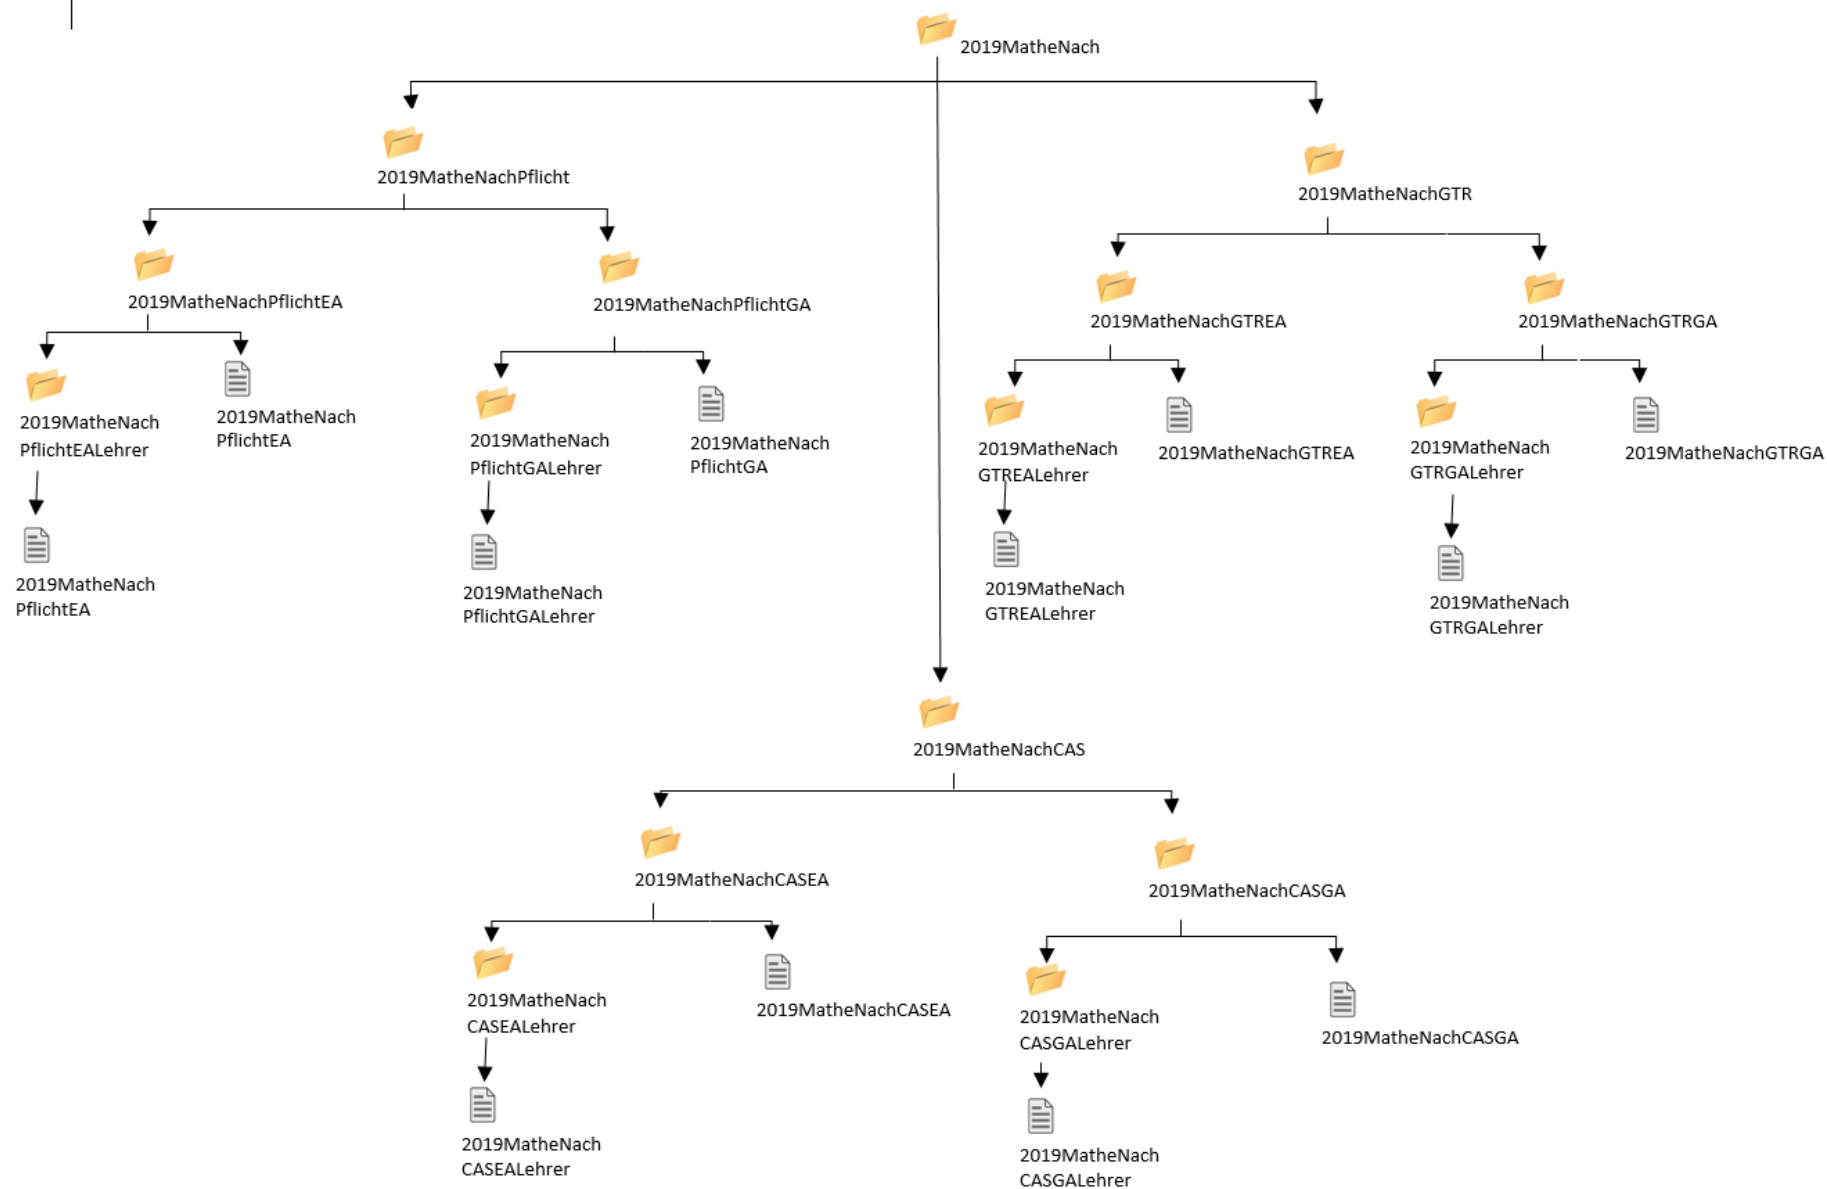 2019MatheNach
2019MatheNachPflicht
2019MatheNachGTR
2019MatheNachPflichtEA
2019MatheNachPflichtGA
2019MatheNachGTREA
2019MatheNachGTRGA
2019MatheNach
PflichtEALehrer
2019MatheNach
PflichtEA
2019MatheNach
PflichtGALehrer
2019MatheNach
PflichtGA
2019MatheNach
GTREALehrer
2019MatheNachGTREA
2019MatheNach
GTRGALehrer
2019MatheNachGTRGA
2019MatheNach
PflichtEA
2019MatheNach
PflichtGALehrer
2019MatheNach
GTREALehrer
2019MatheNach
GTRGALehrer
2019MatheNachCAS
2019MatheNachCASEA
2019MatheNachCASGA
2019MatheNach
CASEALehrer
2019MatheNachCASEA
2019MatheNach
CASGALehrer
2019MatheNachCASGA
2019MatheNach
CASEALehrer
2019MatheNach
CASGALehrer